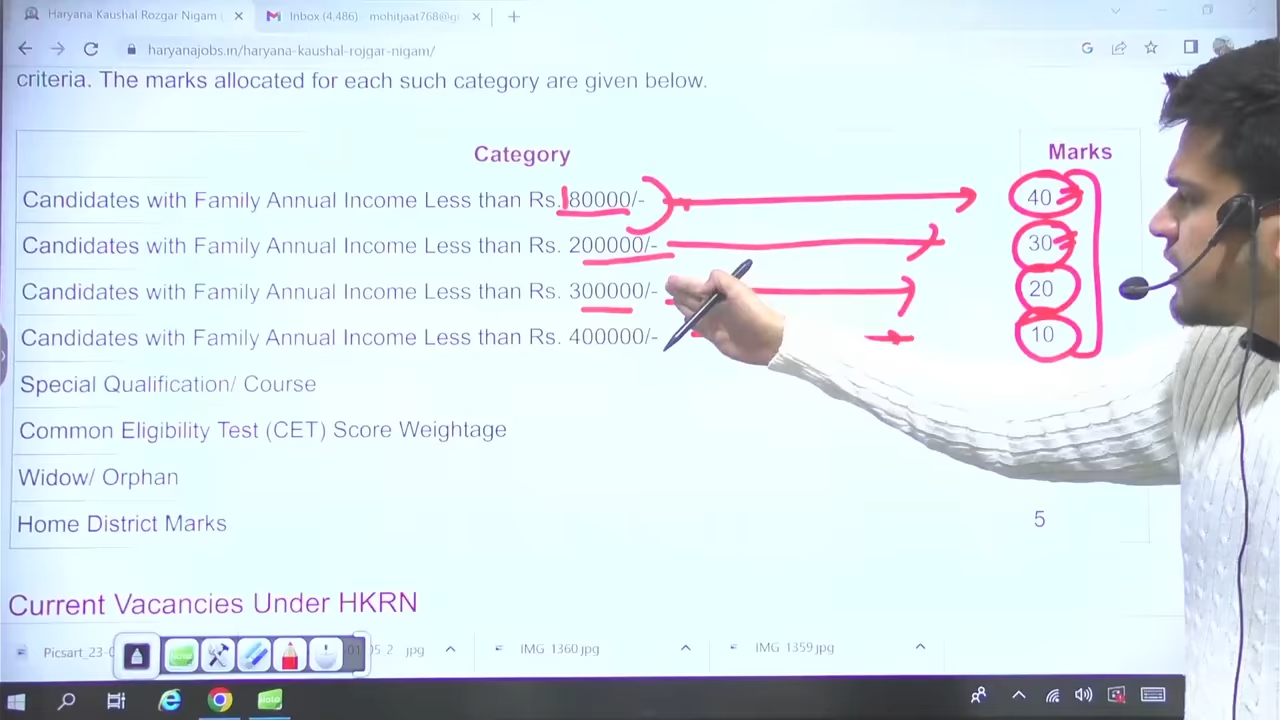 Haryana Kaushal Rozgar Nigam (
Inbox (4,486) mohitjaat768@g
haryanajobs.in/haryana-kaushal-rojgar-nigam/
criteria. The marks allocated for each such category are given below.
Category Marks
Candidates with Family Annual Income Less than Rs. 180000/- 40
Candidates with Family Annual Income Less than Rs. 200000/- 30
Candidates with Family Annual Income Less than Rs. 300000/- 20
Candidates with Family Annual Income Less than Rs. 400000/- 10
Special Qualification/ Course
Common Eligibility Test (CET) Score Weightage
Widow/ Orphan
Home District Marks 5
Current Vacancies Under HKRN
Picsart_23-0 jpg IMG 1360.jpg IMG 1359.jpg